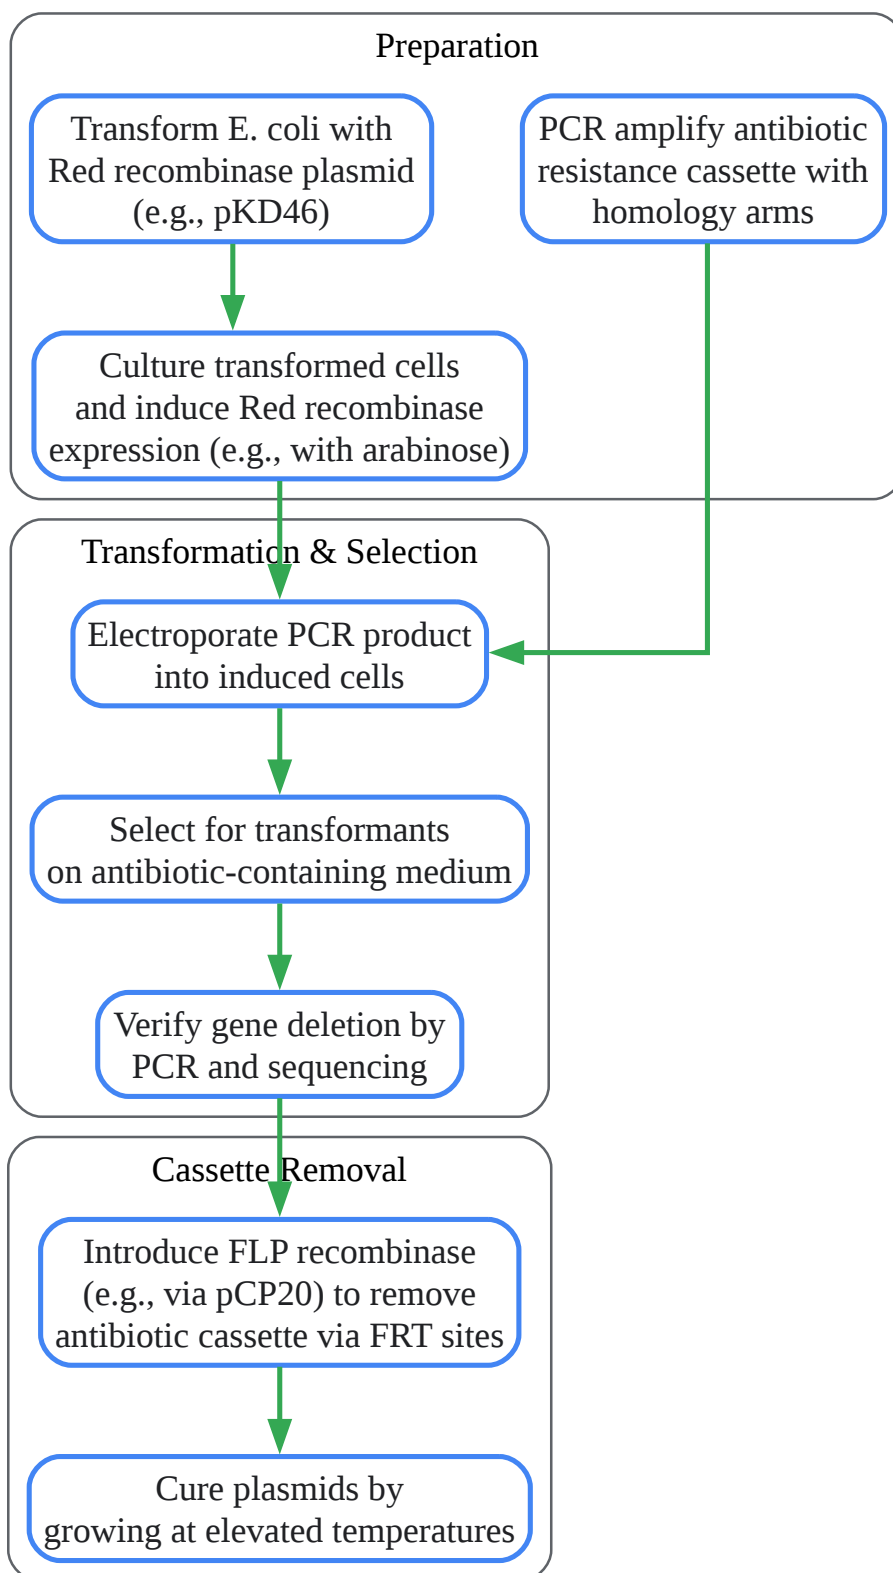 Preparation
Transform E. coli with
Red recombinase plasmid
(e.g., pKD46)
PCR amplify antibiotic
resistance cassette with
homology arms
Culture transformed cells
and induce Red recombinase
expression (e.g., with arabinose)
Transformation & Selection
Electroporate PCR product
into induced cells
Select for transformants
on antibiotic-containing medium
Verify gene deletion by
PCR and sequencing
Cassette Removal
Introduce FLP recombinase
(e.g., via pCP20) to remove
antibiotic cassette via FRT sites
Cure plasmids by
growing at elevated temperatures